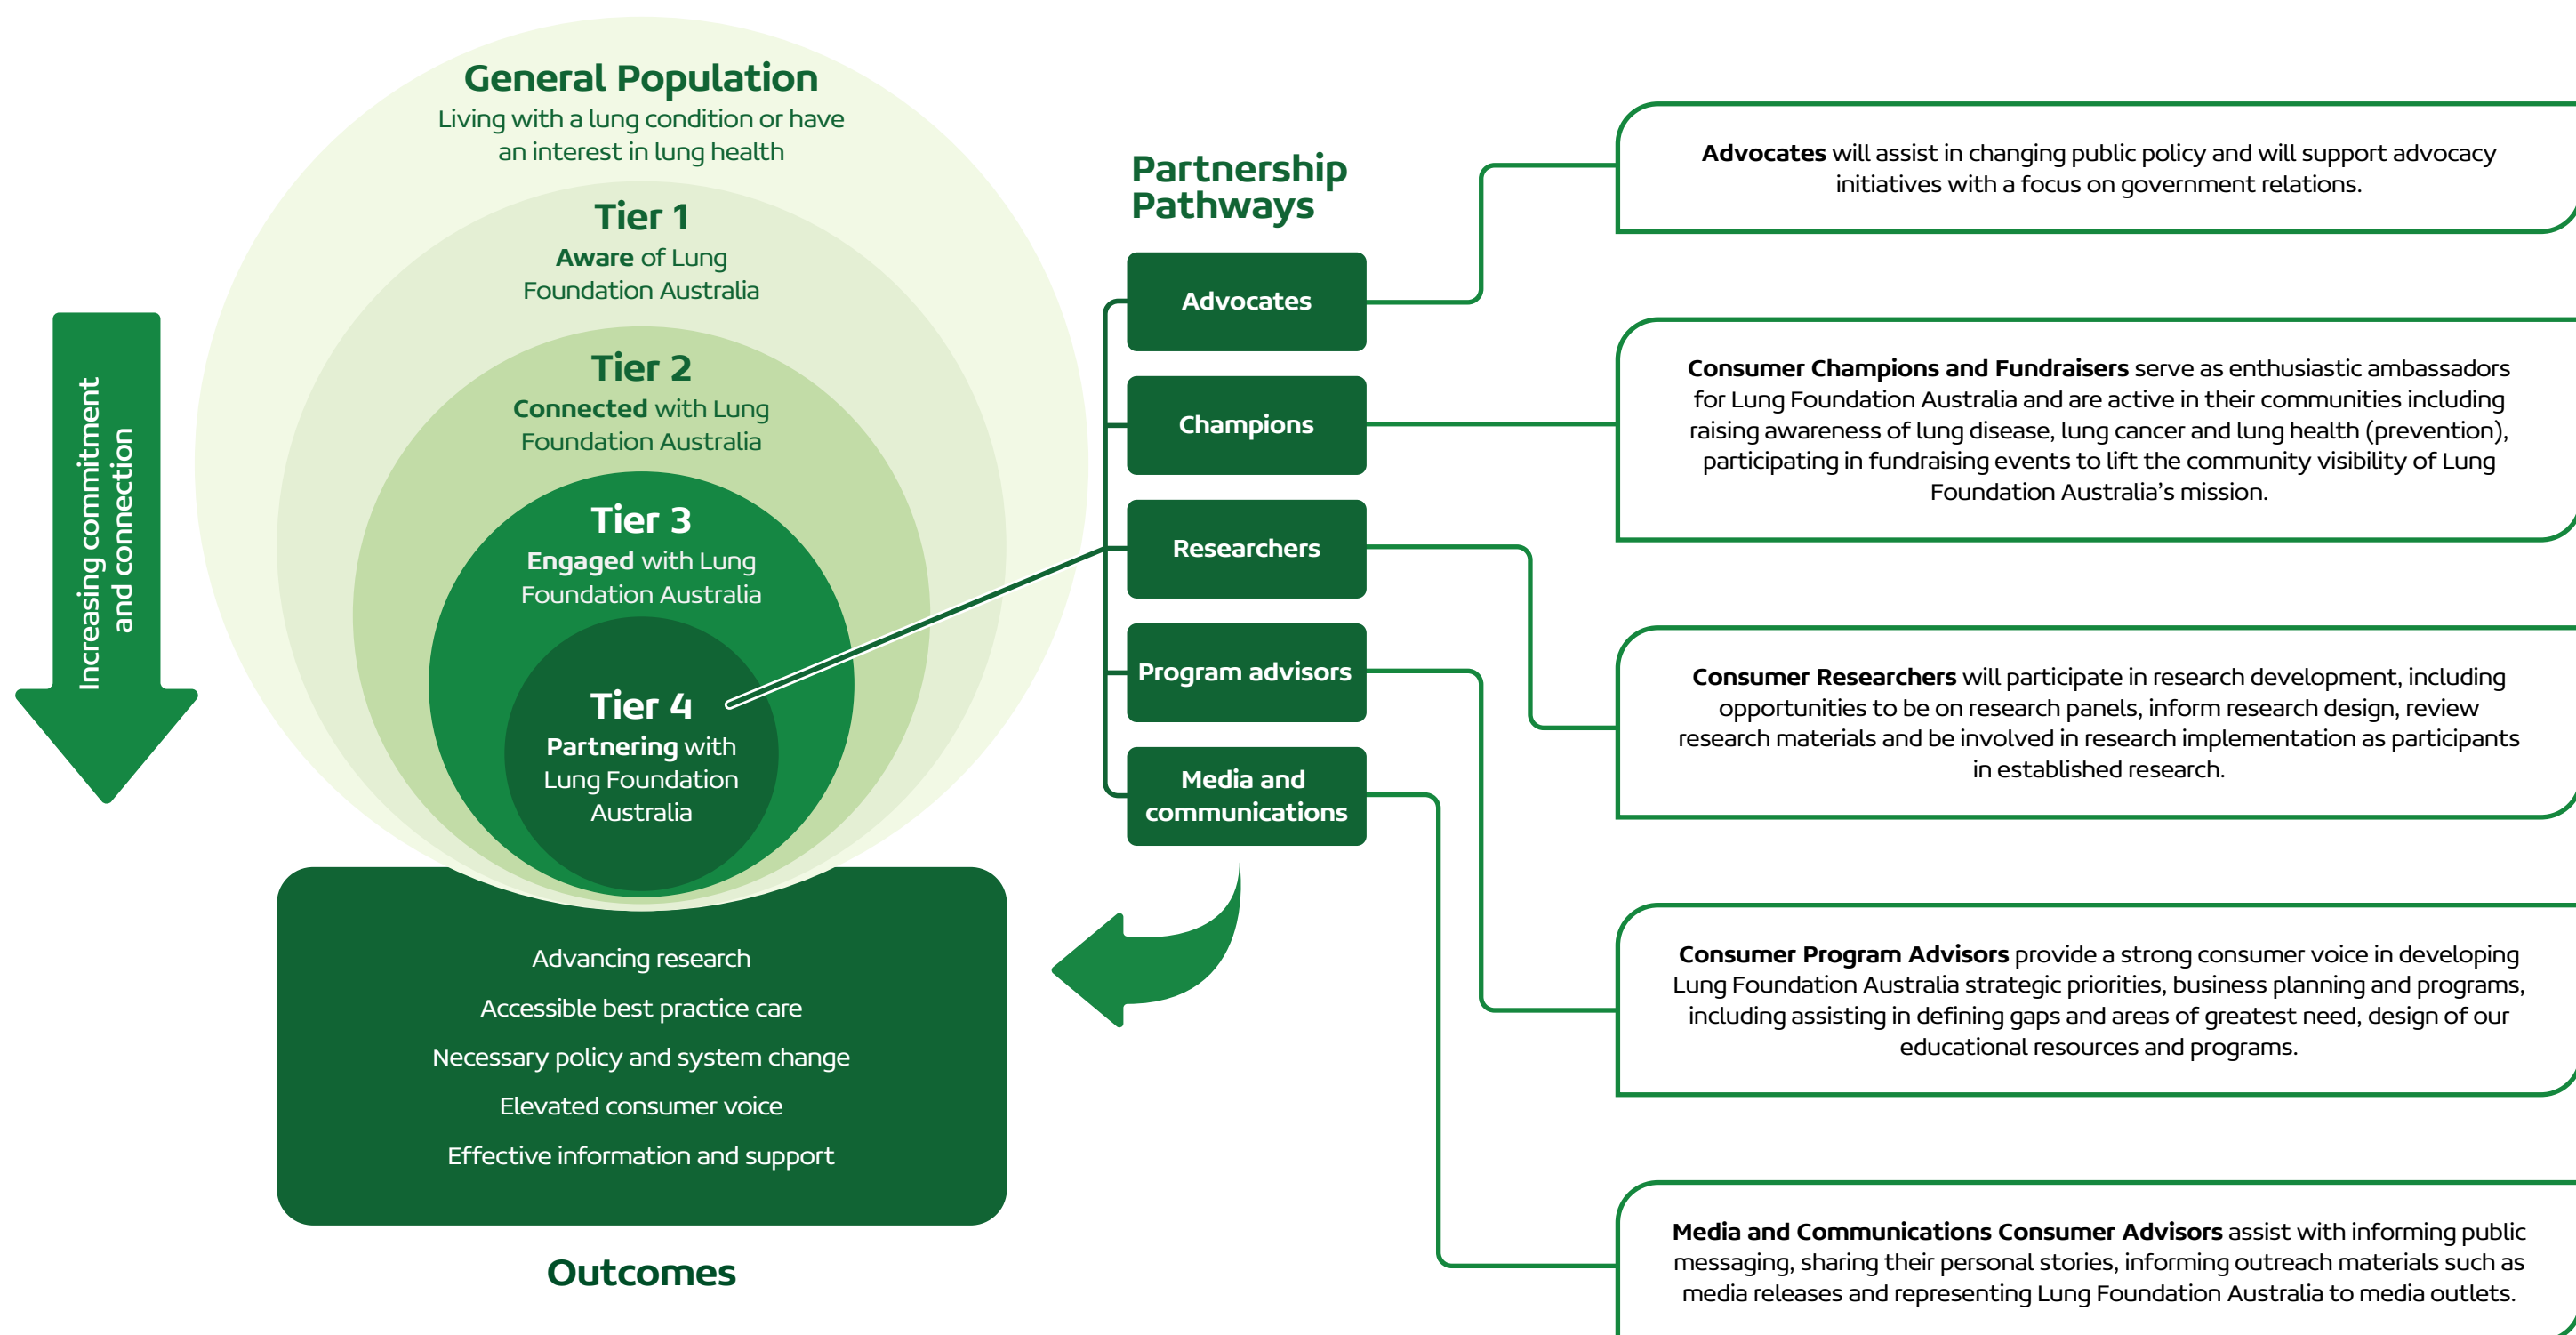 General Population
Living with a lung condition or have
an interest in lung health
Tier 1
Aware of Lung
Foundation Australia
Tier 2
Connected with Lung
Foundation Australia
Tier 3
Engaged with Lung
Foundation Australia
Tier 4
Partnering with
Lung Foundation
Australia
Increasing commitment
and connection
Advancing research
Accessible best practice care
Necessary policy and system change
Elevated consumer voice
Effective information and support
Outcomes
Partnership
Pathways
Advocates
Champions
Researchers
Program advisors
Media and
communications
Advocates will assist in changing public policy and will support advocacy
initiatives with a focus on government relations.
Consumer Champions and Fundraisers serve as enthusiastic ambassadors
for Lung Foundation Australia and are active in their communities including
raising awareness of lung disease, lung cancer and lung health (prevention),
participating in fundraising events to lift the community visibility of Lung
Foundation Australia’s mission.
Consumer Researchers will participate in research development, including
opportunities to be on research panels, inform research design, review
research materials and be involved in research implementation as participants
in established research.
Consumer Program Advisors provide a strong consumer voice in developing
Lung Foundation Australia strategic priorities, business planning and programs,
including assisting in defining gaps and areas of greatest need, design of our
educational resources and programs.
Media and Communications Consumer Advisors assist with informing public
messaging, sharing their personal stories, informing outreach materials such as
media releases and representing Lung Foundation Australia to media outlets.